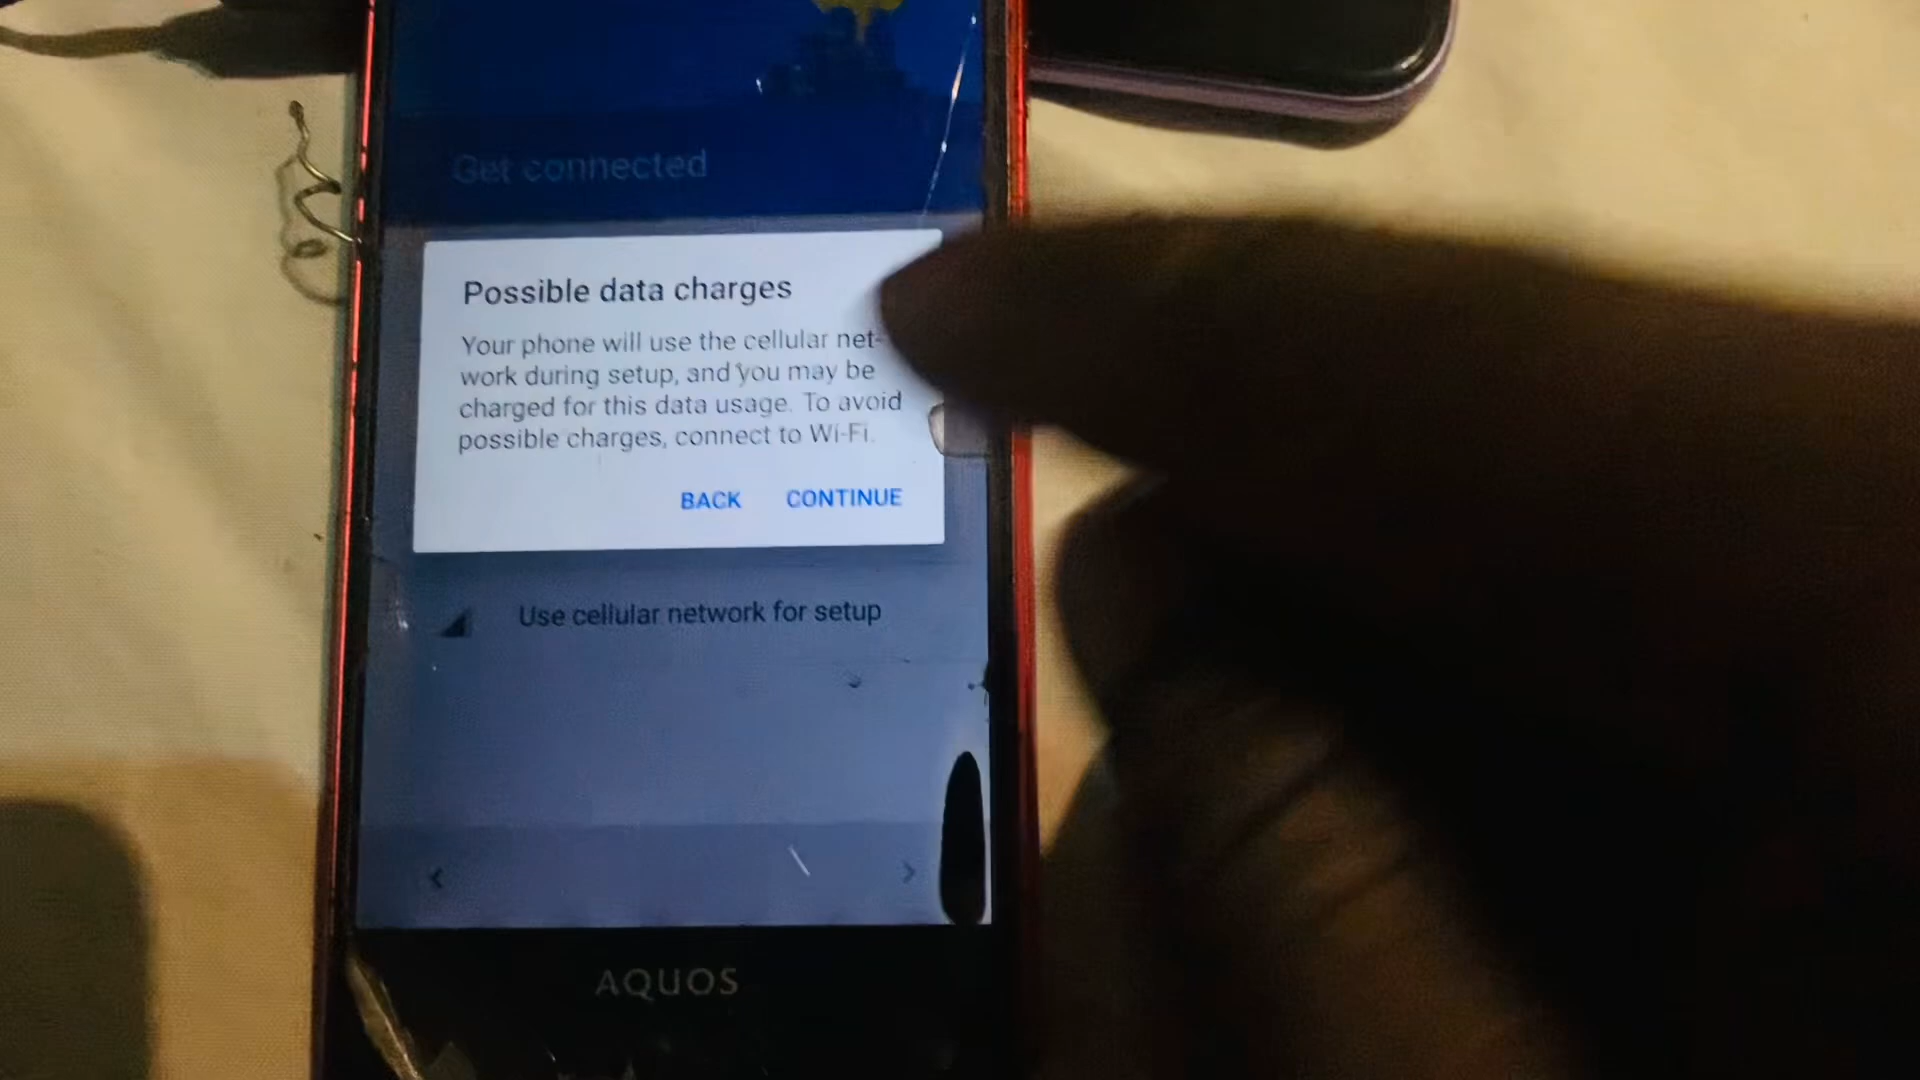 Get connected
Possible data charges
Your phone will use the cellular net-
work during setup, and you may be
charged for this data usage. To avoid
possible charges, connect to Wi-Fi.
BACK CONTINUE
Use cellular network for setup
AQUOS